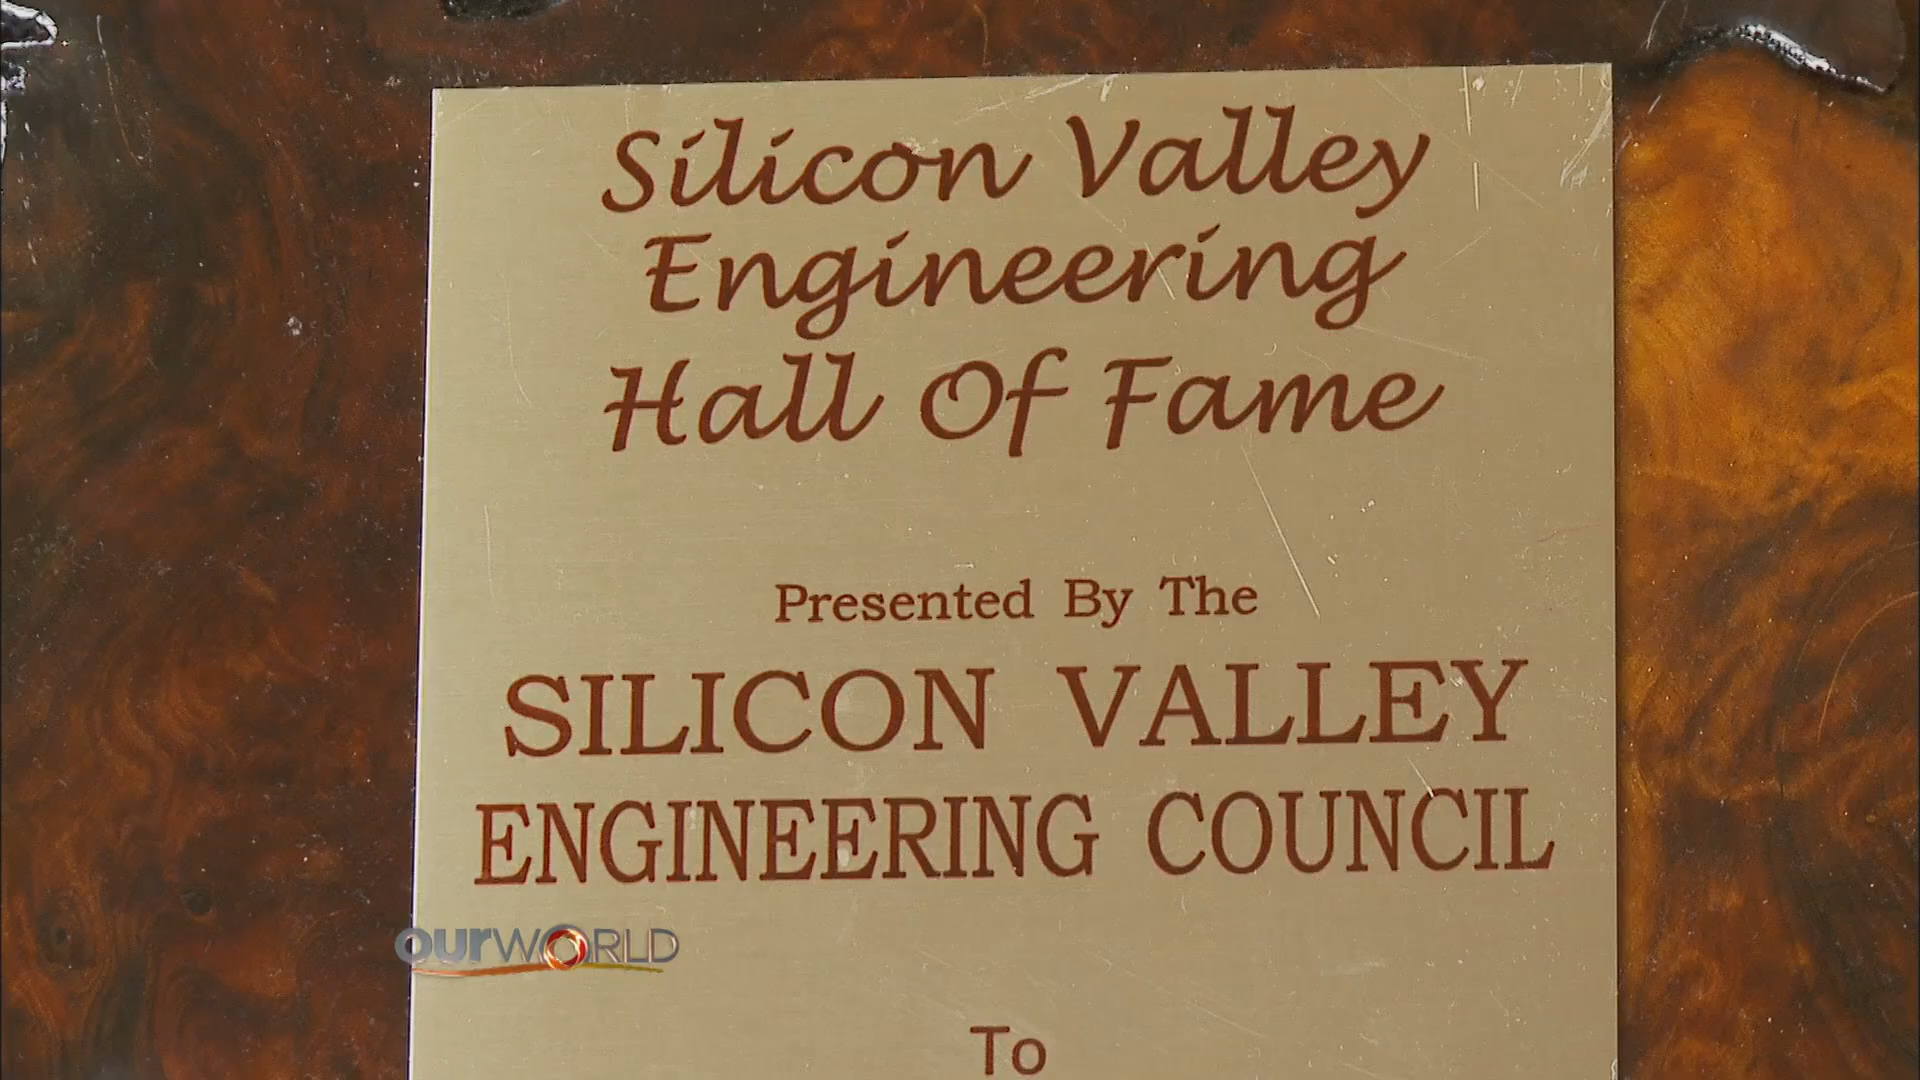 Silicon Valley
Engineering
Hall Of Fame
Presented By The
SILICON VALLEY
ENGINEERING COUNCIL
ourWORLD
To